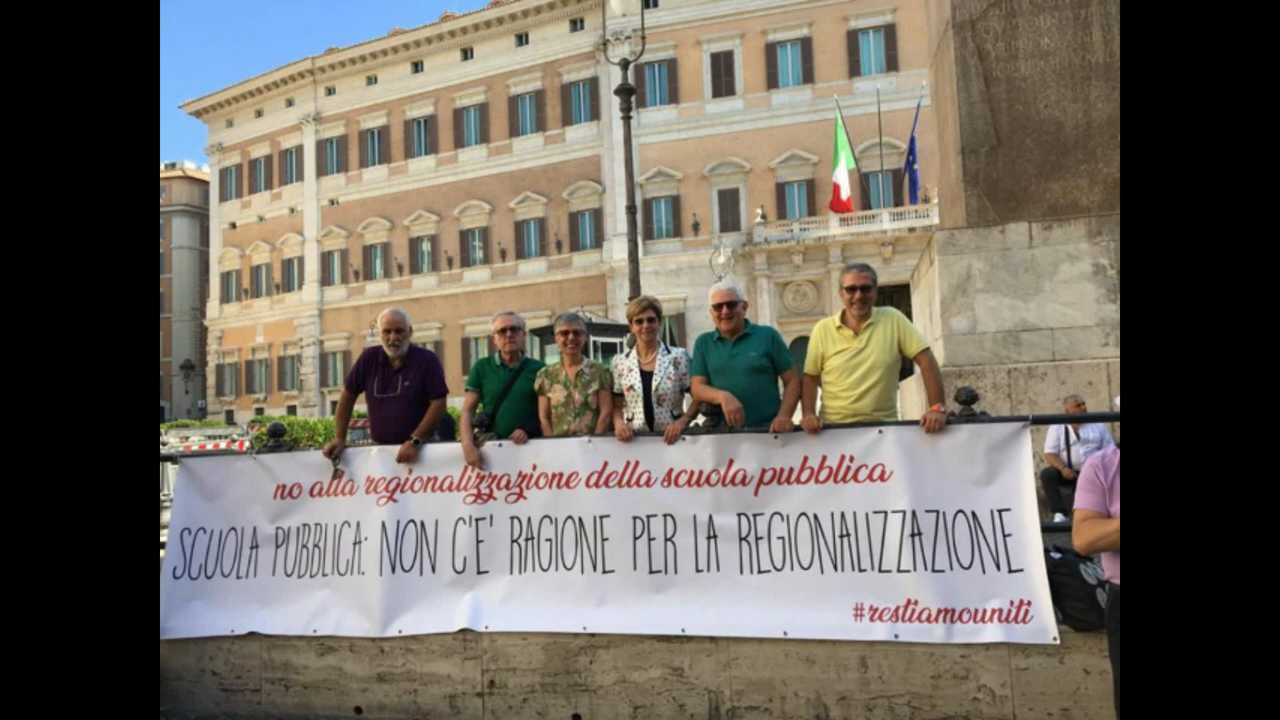 no alla regionalizzazione della scuola pubblica
SCUOLA PUBBLICA: NON C'E' RAGIONE PER LA REGIONALIZZAZIONE
#restiamouniti